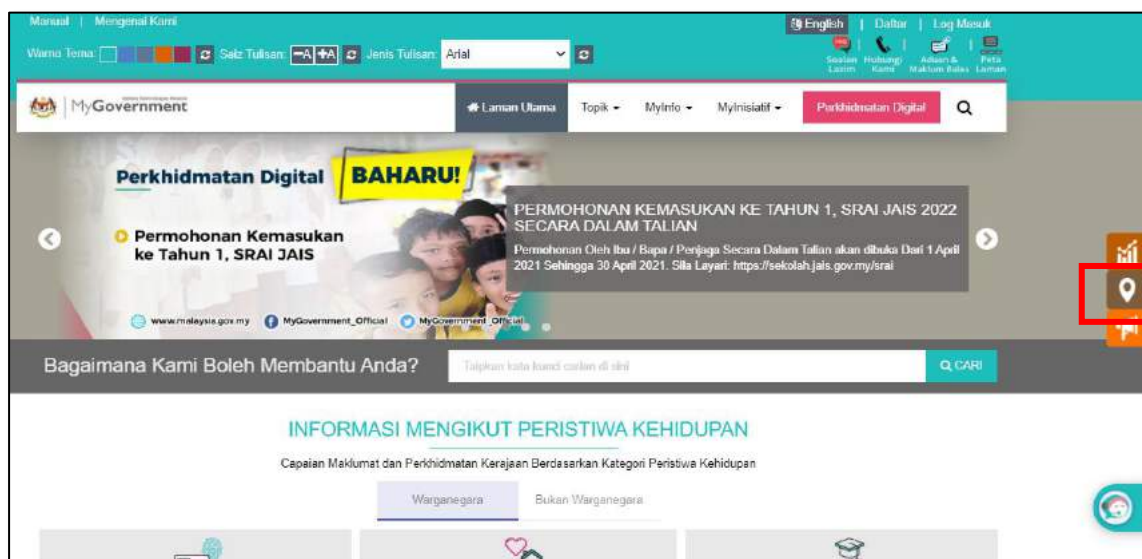 Manual | Mengenai Kami
English | Daftar | Log Masuk
Warna Tema: Saiz Tulisan: -A +A Jenis Tulisan: Arial
Soalan Lazim
Hubungi Kami
Aduan & Maklum Balas
Peta Laman
MyGovernment
Laman Utama Topik MyInfo MyInisiatif Perkhidmatan Digital
Perkhidmatan Digital BAHARU!
Permohonan Kemasukan
ke Tahun 1, SRAI JAIS
www.malaysia.gov.my MyGovernment_Official MyGovernment_Official
PERMOHONAN KEMASUKAN KE TAHUN 1, SRAI JAIS 2022
SECARA DALAM TALIAN
Permohonan Oleh Ibu / Bapa / Penjaga Secara Dalam Talian akan dibuka Dari 1 April
2021 Sehingga 30 April 2021. Sila Layari: https://sekolah.jais.gov.my/srai
Bagaimana Kami Boleh Membantu Anda? Taipkan kata kunci carian di sini CARI
INFORMASI MENGIKUT PERISTIWA KEHIDUPAN
Capaian Maklumat dan Perkhidmatan Kerajaan Berdasarkan Kategori Peristiwa Kehidupan
Warganegara Bukan Warganegara